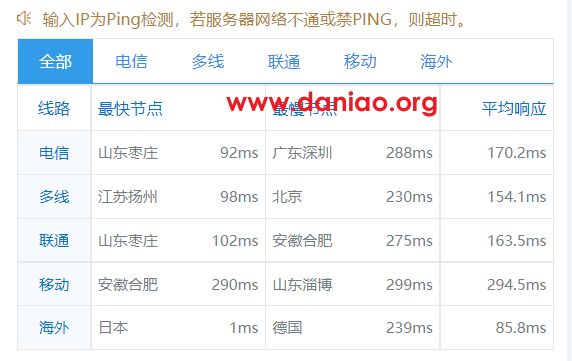 输入IP为Ping检测，若服务器网络不通或禁PING，则超时。
全部 电信 多线 联通 移动 海外
www.daniao.org
线路 最快节点 最慢节点 平均响应
电信 山东枣庄 92ms 广东深圳 288ms 170.2ms
多线 江苏扬州 98ms 北京 230ms 154.1ms
联通 山东枣庄 102ms 安徽合肥 275ms 163.5ms
移动 安徽合肥 290ms 山东淄博 299ms 294.5ms
海外 日本 1ms 德国 239ms 85.8ms